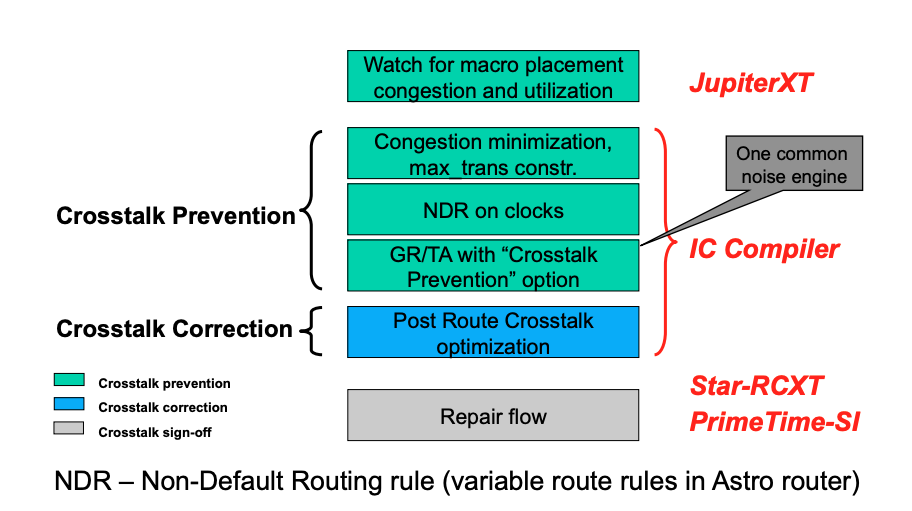 Watch for macro placement
congestion and utilization
JupiterXT
Congestion minimization,
max_trans constr.
One common
noise engine
Crosstalk Prevention
NDR on clocks
GR/TA with “Crosstalk
Prevention” option
IC Compiler
Crosstalk Correction
Post Route Crosstalk
optimization
Crosstalk prevention
Crosstalk correction
Crosstalk sign-off
Repair flow
Star-RCXT
PrimeTime-SI
NDR – Non-Default Routing rule (variable route rules in Astro router)